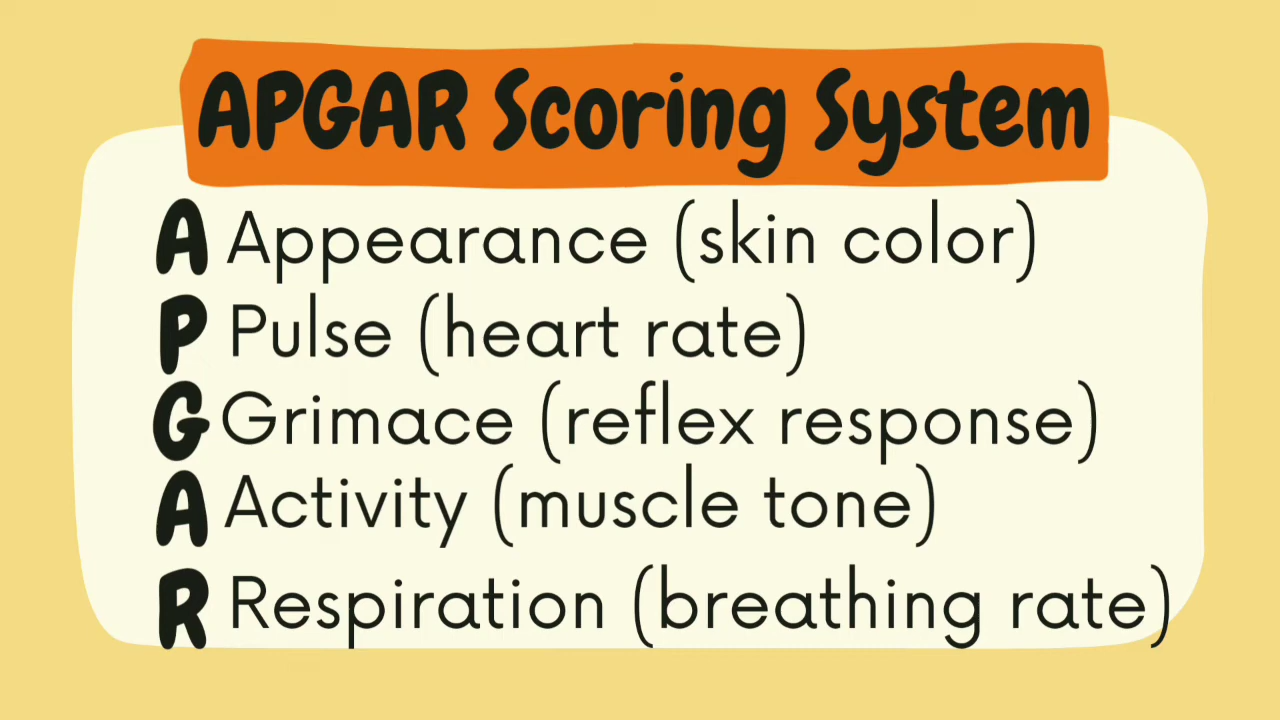 APGAR Scoring System
A Appearance (skin color)
P Pulse (heart rate)
G Grimace (reflex response)
A Activity (muscle tone)
R Respiration (breathing rate)